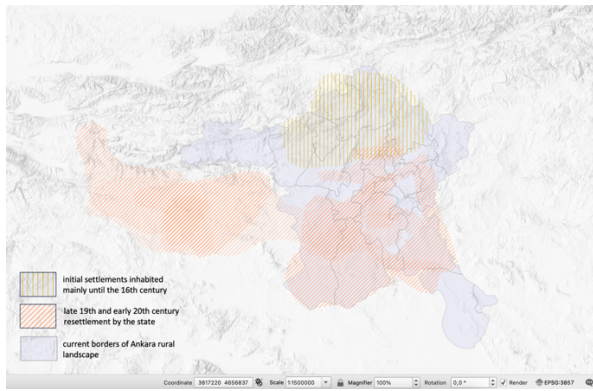 initial settlements inhabited
mainly until the 16th century
late 19th and early 20th century
resettlement by the state
current borders of Ankara rural
landscape
Coordinate 3817220 4656837 Scale 1:1500000 Magnifier 100% Rotation 0,0 ° Render EPSG:3857